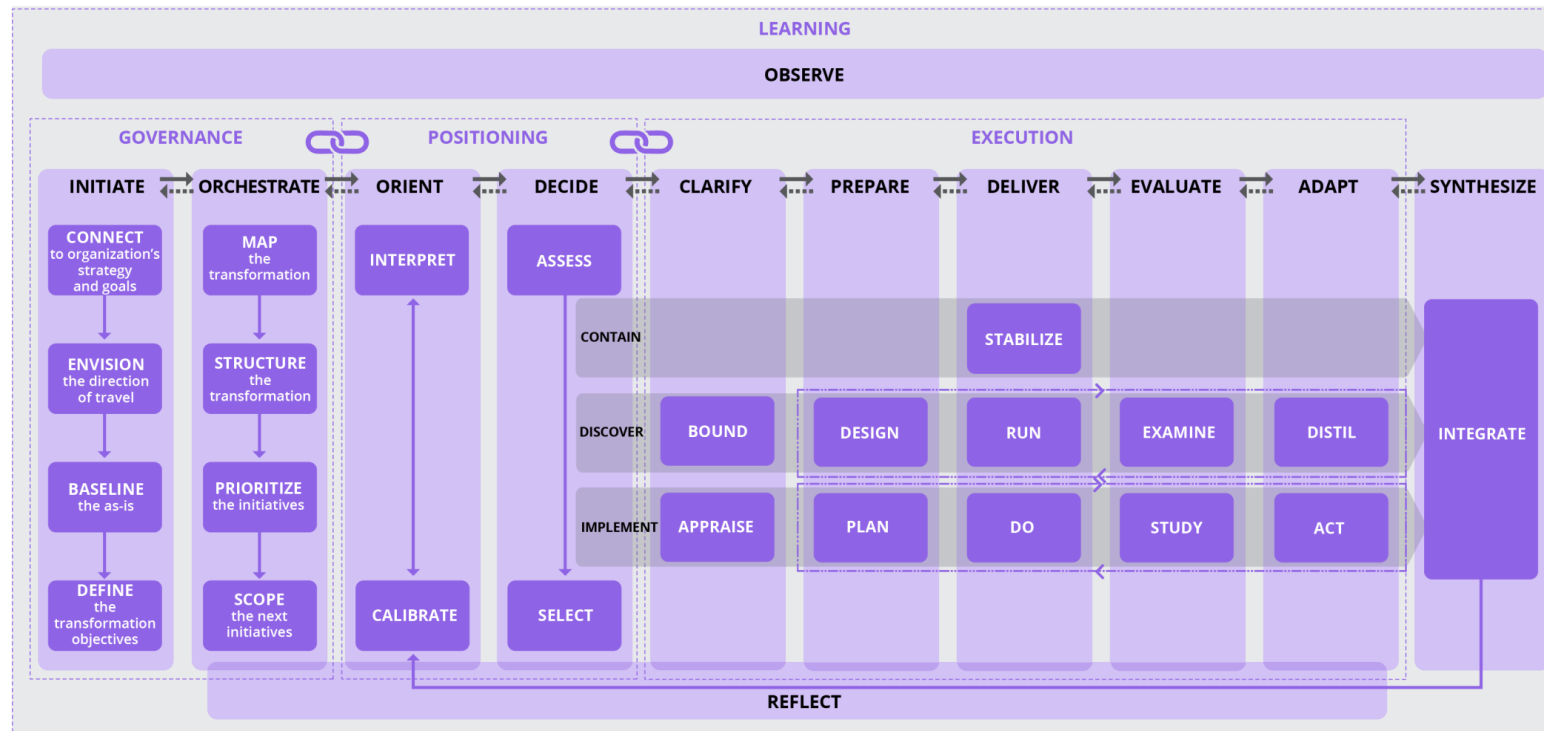 LEARNING
OBSERVE
GOVERNANCE
POSITIONING
EXECUTION
INITIATE
ORCHESTRATE
ORIENT
DECIDE
CLARIFY
PREPARE
DELIVER
EVALUATE
ADAPT
SYNTHESIZE
CONNECT
to organization's
strategy
and goals
ENVISION
the direction
of travel
BASELINE
the as-is
DEFINE
the
transformation
objectives
MAP
the
transformation
STRUCTURE
the
transformation
PRIORITIZE
the initiatives
SCOPE
the next
initiatives
INTERPRET
CALIBRATE
ASSESS
SELECT
CONTAIN
STABILIZE
DISCOVER
BOUND
DESIGN
RUN
EXAMINE
DISTIL
IMPLEMENT
APPRAISE
PLAN
DO
STUDY
ACT
INTEGRATE
REFLECT